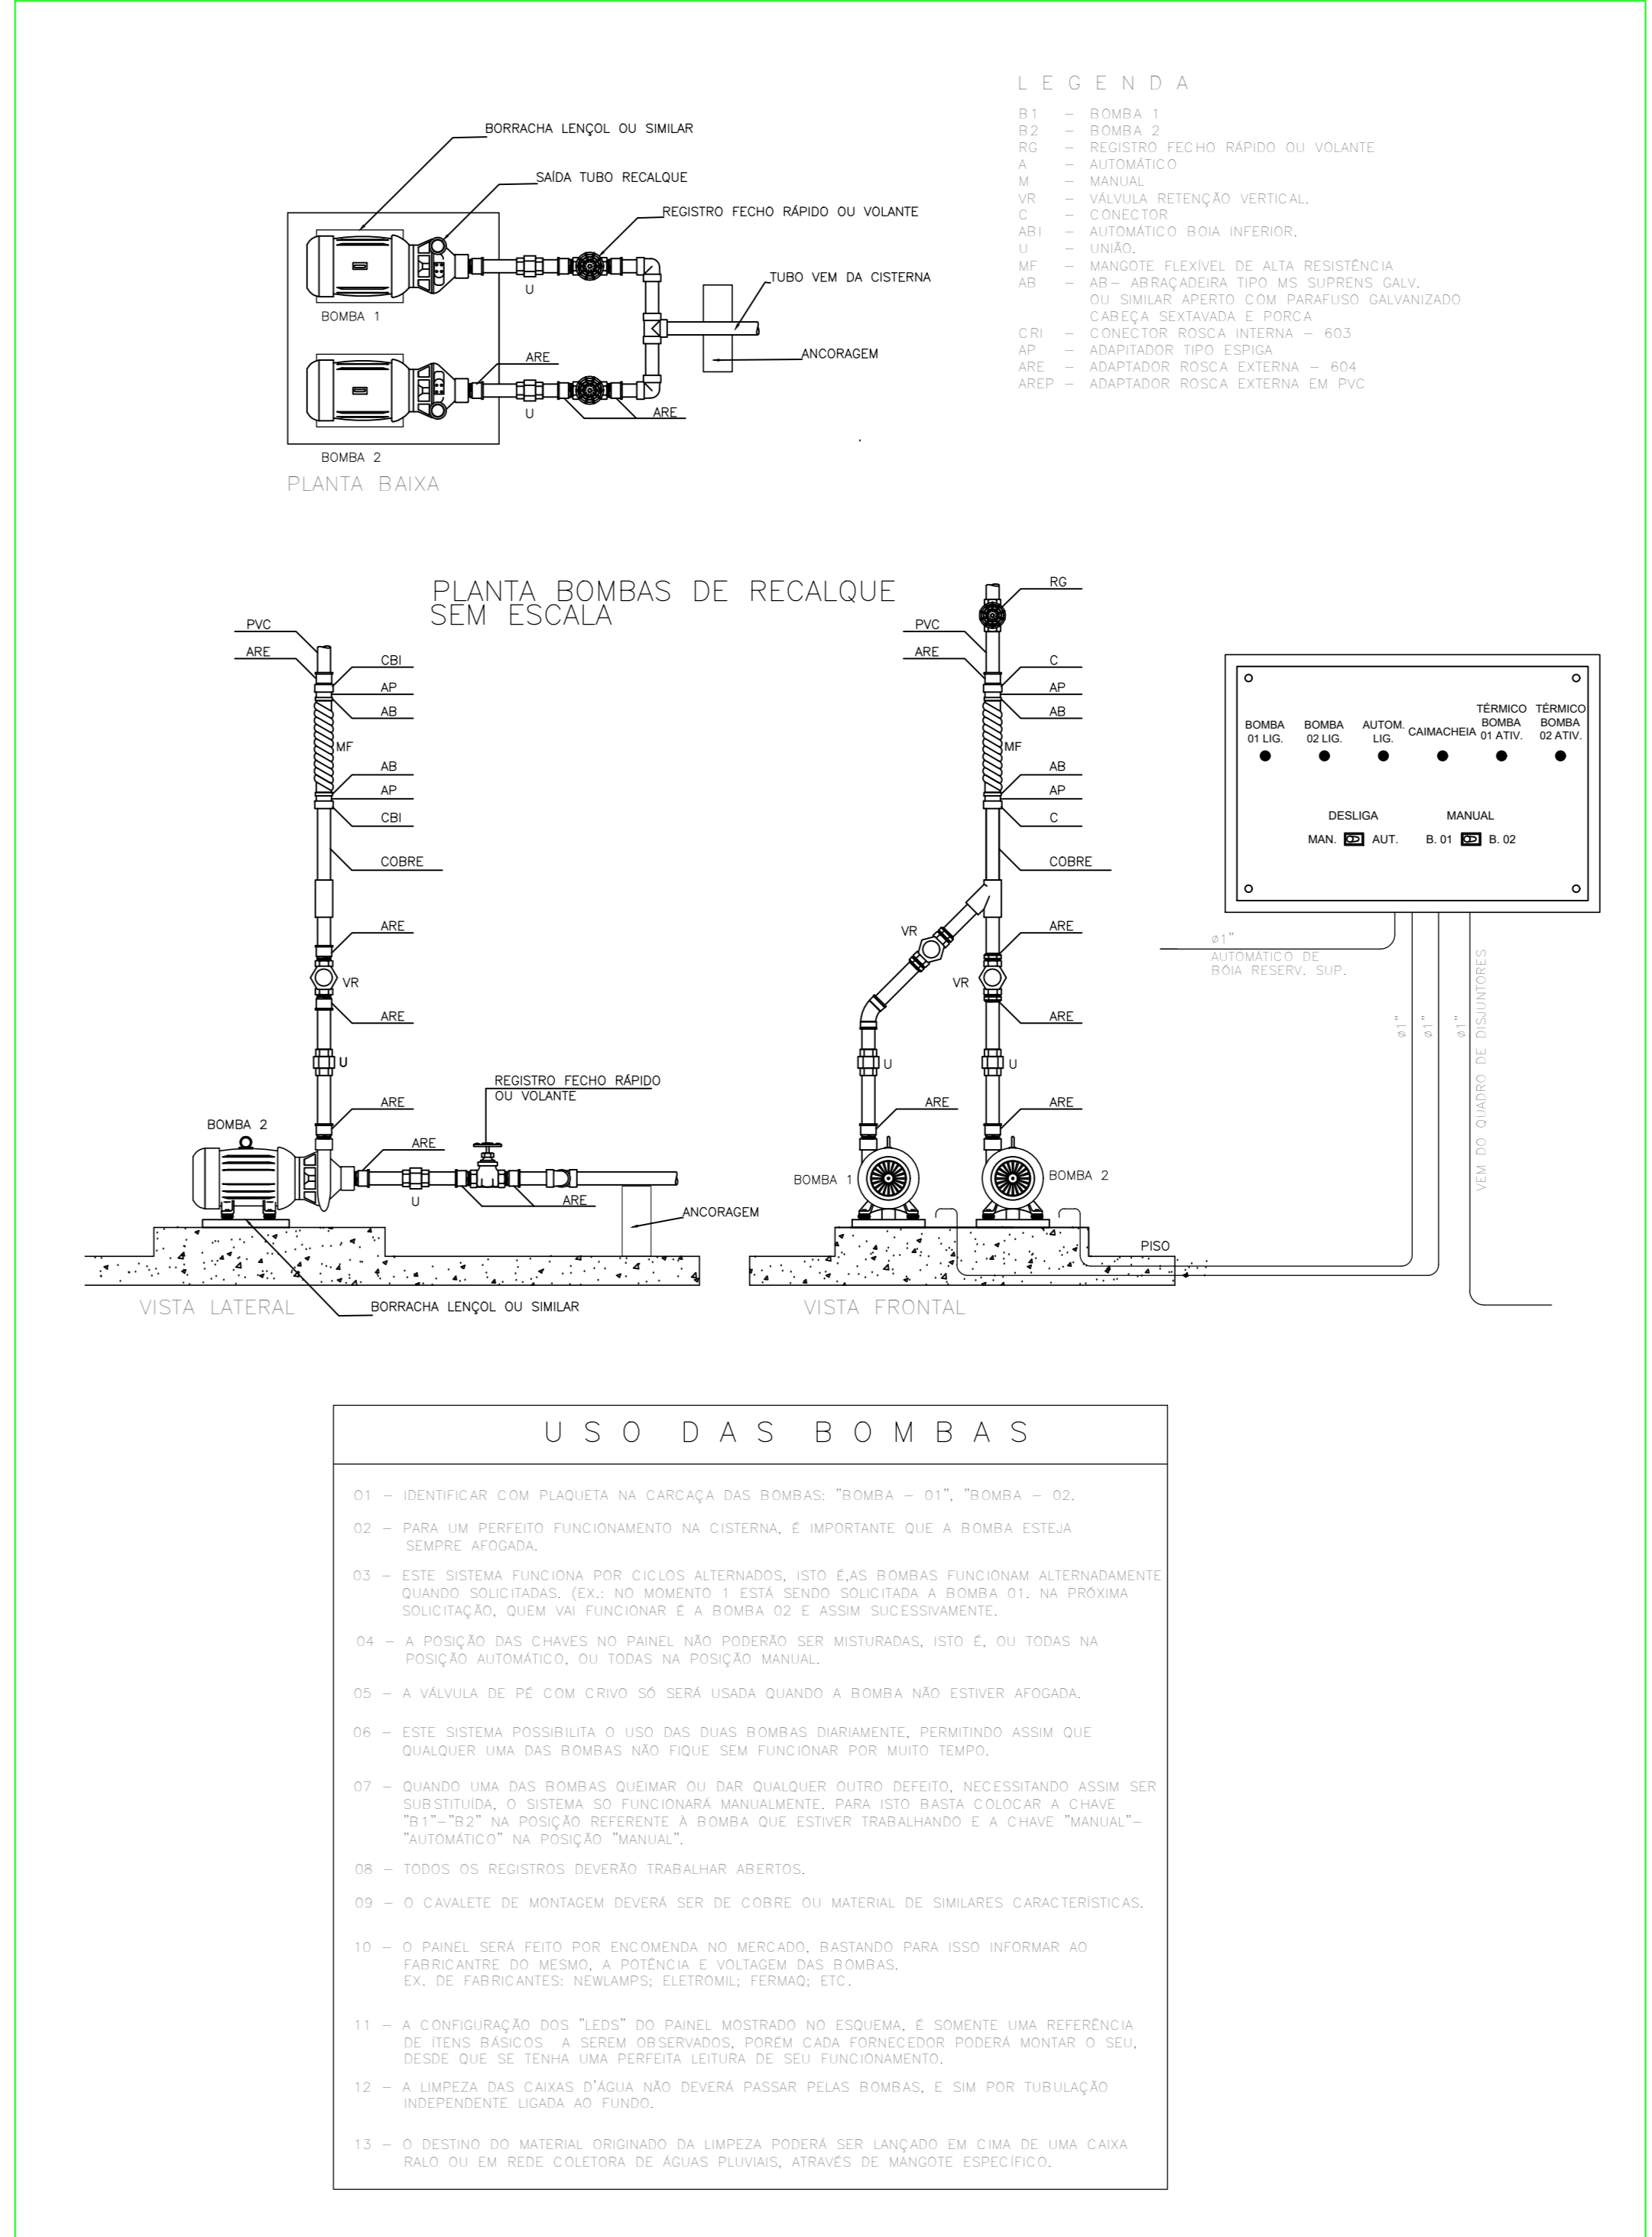 L E G E N D A
B1 – BOMBA 1
B2 – BOMBA 2
RG – REGISTRO FECHO RÁPIDO OU VOLANTE
A – AUTOMÁTICO
M – MANUAL
VR – VÁLVULA RETENÇÃO VERTICAL.
C – CONECTOR
ABI – AUTOMÁTICO BOIA INFERIOR.
U – UNIÃO.
MF – MANGOTE FLEXÍVEL DE ALTA RESISTÊNCIA
AB – AB– ABRAÇADEIRA TIPO MS SUPRENS GALV.
OU SIMILAR APERTO COM PARAFUSO GALVANIZADO
CABEÇA SEXTAVADA E PORCA
CRI – CONECTOR ROSCA INTERNA – 603
AP – ADAPITADOR TIPO ESPIGA
ARE – ADAPTADOR ROSCA EXTERNA – 604
AREP – ADAPTADOR ROSCA EXTERNA EM PVC
BORRACHA LENÇOL OU SIMILAR
SAÍDA TUBO RECALQUE
REGISTRO FECHO RÁPIDO OU VOLANTE
TUBO VEM DA CISTERNA
U
BOMBA 1
ANCORAGEM
ARE
U
ARE
BOMBA 2
PLANTA BAIXA
PLANTA BOMBAS DE RECALQUE
SEM ESCALA
PVC
ARE
CBI
AP
AB
MF
AB
AP
CBI
COBRE
ARE
VR
ARE
U
ARE
BOMBA 2
REGISTRO FECHO RÁPIDO
OU VOLANTE
ARE
U
ARE
ANCORAGEM
VISTA LATERAL
BORRACHA LENÇOL OU SIMILAR
RG
PVC
ARE
C
AP
AB
MF
AB
AP
C
COBRE
VR
ARE
VR
ARE
U
U
ARE
ARE
BOMBA 1
BOMBA 2
PISO
VISTA FRONTAL
BOMBA
01 LIG.
BOMBA
02 LIG.
AUTOM.
LIG.
CAIMACHEIA
TÉRMICO
BOMBA
01 ATIV.
TÉRMICO
BOMBA
02 ATIV.
DESLIGA
MANUAL
MAN. AUT.
B. 01 B. 02
ø1"
AUTOMÁTICO DE
BÓIA RESERV. SUP.
ø1"
ø1"
ø1"
VEM DO QUADRO DE DISJUNTORES
U S O D A S B O M B A S
01 – IDENTIFICAR COM PLAQUETA NA CARCAÇA DAS BOMBAS: "BOMBA – 01", "BOMBA – 02.
02 – PARA UM PERFEITO FUNCIONAMENTO NA CISTERNA, É IMPORTANTE QUE A BOMBA ESTEJA
SEMPRE AFOGADA.
03 – ESTE SISTEMA FUNCIONA POR CICLOS ALTERNADOS, ISTO É,AS BOMBAS FUNCIONAM ALTERNADAMENTE
QUANDO SOLICITADAS. (EX.: NO MOMENTO 1 ESTÁ SENDO SOLICITADA A BOMBA 01. NA PRÓXIMA
SOLICITAÇÃO, QUEM VAI FUNCIONAR É A BOMBA 02 E ASSIM SUCESSIVAMENTE.
04 – A POSIÇÃO DAS CHAVES NO PAINEL NÃO PODERÃO SER MISTURADAS, ISTO É, OU TODAS NA
POSIÇÃO AUTOMÁTICO, OU TODAS NA POSIÇÃO MANUAL.
05 – A VÁLVULA DE PÉ COM CRIVO SÓ SERÁ USADA QUANDO A BOMBA NÃO ESTIVER AFOGADA.
06 – ESTE SISTEMA POSSIBILITA O USO DAS DUAS BOMBAS DIARIAMENTE, PERMITINDO ASSIM QUE
QUALQUER UMA DAS BOMBAS NÃO FIQUE SEM FUNCIONAR POR MUITO TEMPO.
07 – QUANDO UMA DAS BOMBAS QUEIMAR OU DAR QUALQUER OUTRO DEFEITO, NECESSITANDO ASSIM SER
SUBSTITUÍDA, O SISTEMA SO FUNCIONARÁ MANUALMENTE. PARA ISTO BASTA COLOCAR A CHAVE
"B1"–"B2" NA POSIÇÃO REFERENTE À BOMBA QUE ESTIVER TRABALHANDO E A CHAVE "MANUAL"–
"AUTOMÁTICO" NA POSIÇÃO "MANUAL".
08 – TODOS OS REGISTROS DEVERÃO TRABALHAR ABERTOS.
09 – O CAVALETE DE MONTAGEM DEVERÁ SER DE COBRE OU MATERIAL DE SIMILARES CARACTERÍSTICAS.
10 – O PAINEL SERÁ FEITO POR ENCOMENDA NO MERCADO, BASTANDO PARA ISSO INFORMAR AO
FABRICANTRE DO MESMO, A POTÊNCIA E VOLTAGEM DAS BOMBAS.
EX. DE FABRICANTES: NEWLAMPS; ELETROMIL; FERMAQ; ETC.
11 – A CONFIGURAÇÃO DOS "LEDS" DO PAINEL MOSTRADO NO ESQUEMA, É SOMENTE UMA REFERÊNCIA
DE ÍTENS BÁSICOS A SEREM OBSERVADOS, PORÉM CADA FORNECEDOR PODERÁ MONTAR O SEU,
DESDE QUE SE TENHA UMA PERFEITA LEITURA DE SEU FUNCIONAMENTO.
12 – A LIMPEZA DAS CAIXAS D'ÁGUA NÃO DEVERÁ PASSAR PELAS BOMBAS, E SIM POR TUBULAÇÃO
INDEPENDENTE LIGADA AO FUNDO.
13 – O DESTINO DO MATERIAL ORIGINADO DA LIMPEZA PODERÁ SER LANÇADO EM CIMA DE UMA CAIXA
RALO OU EM REDE COLETORA DE ÁGUAS PLUVIAIS, ATRAVÉS DE MANGOTE ESPECÍFICO.